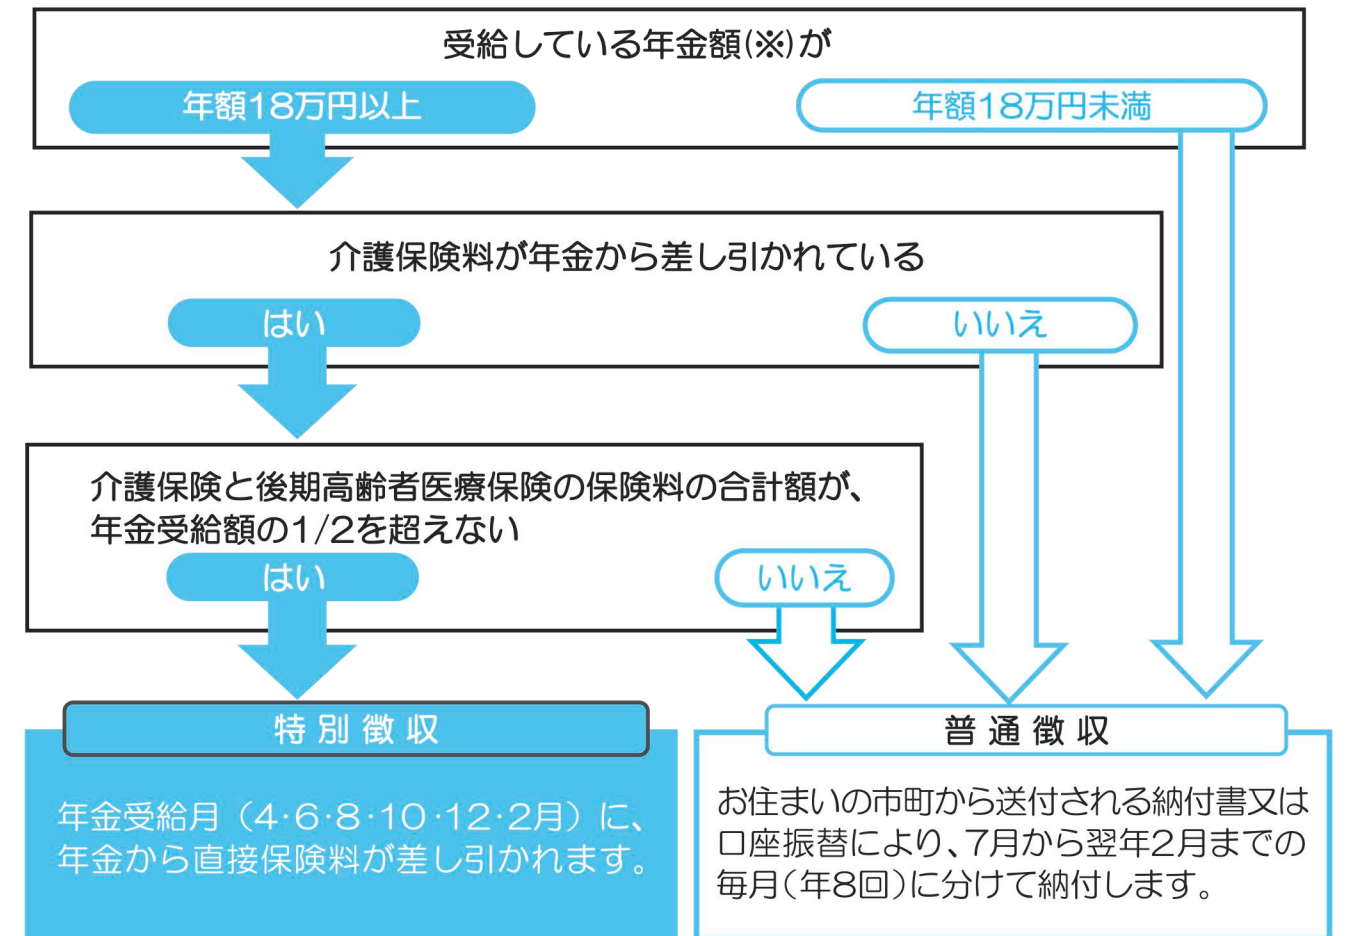 受給している年金額(※)が
年額18万円以上
年額18万円未満
介護保険料が年金から差し引かれている
はい
いいえ
介護保険と後期高齢者医療保険の保険料の合計額が、
年金受給額の1/2を超えない
はい
いいえ
特別徴収
年金受給月（4・6・8・10・12・2月）に、
年金から直接保険料が差し引かれます。
普通徴収
お住まいの市町から送付される納付書又は
口座振替により、7月から翌年2月までの
毎月(年8回)に分けて納付します。